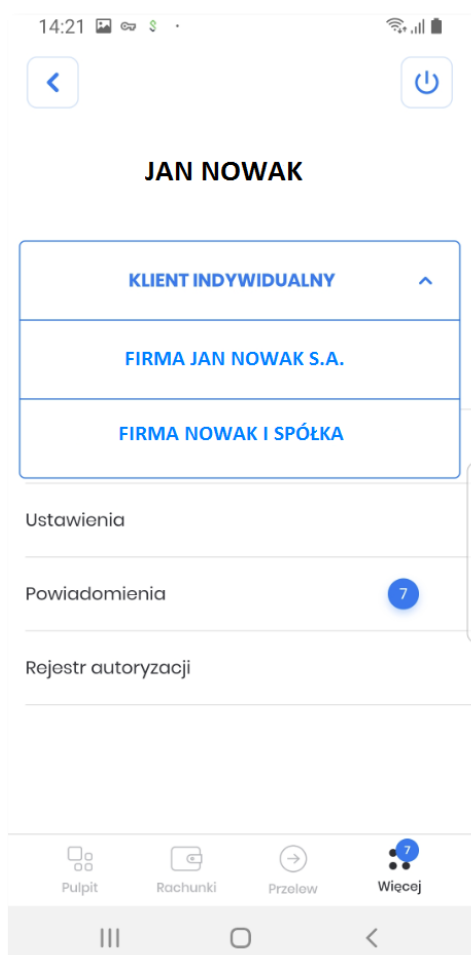 14:21
JAN NOWAK
KLIENT INDYWIDUALNY
FIRMA JAN NOWAK S.A.
FIRMA NOWAK I SPÓŁKA
Ustawienia
Powiadomienia 7
Rejestr autoryzacji
7
Pulpit Rachunki Przelew Więcej